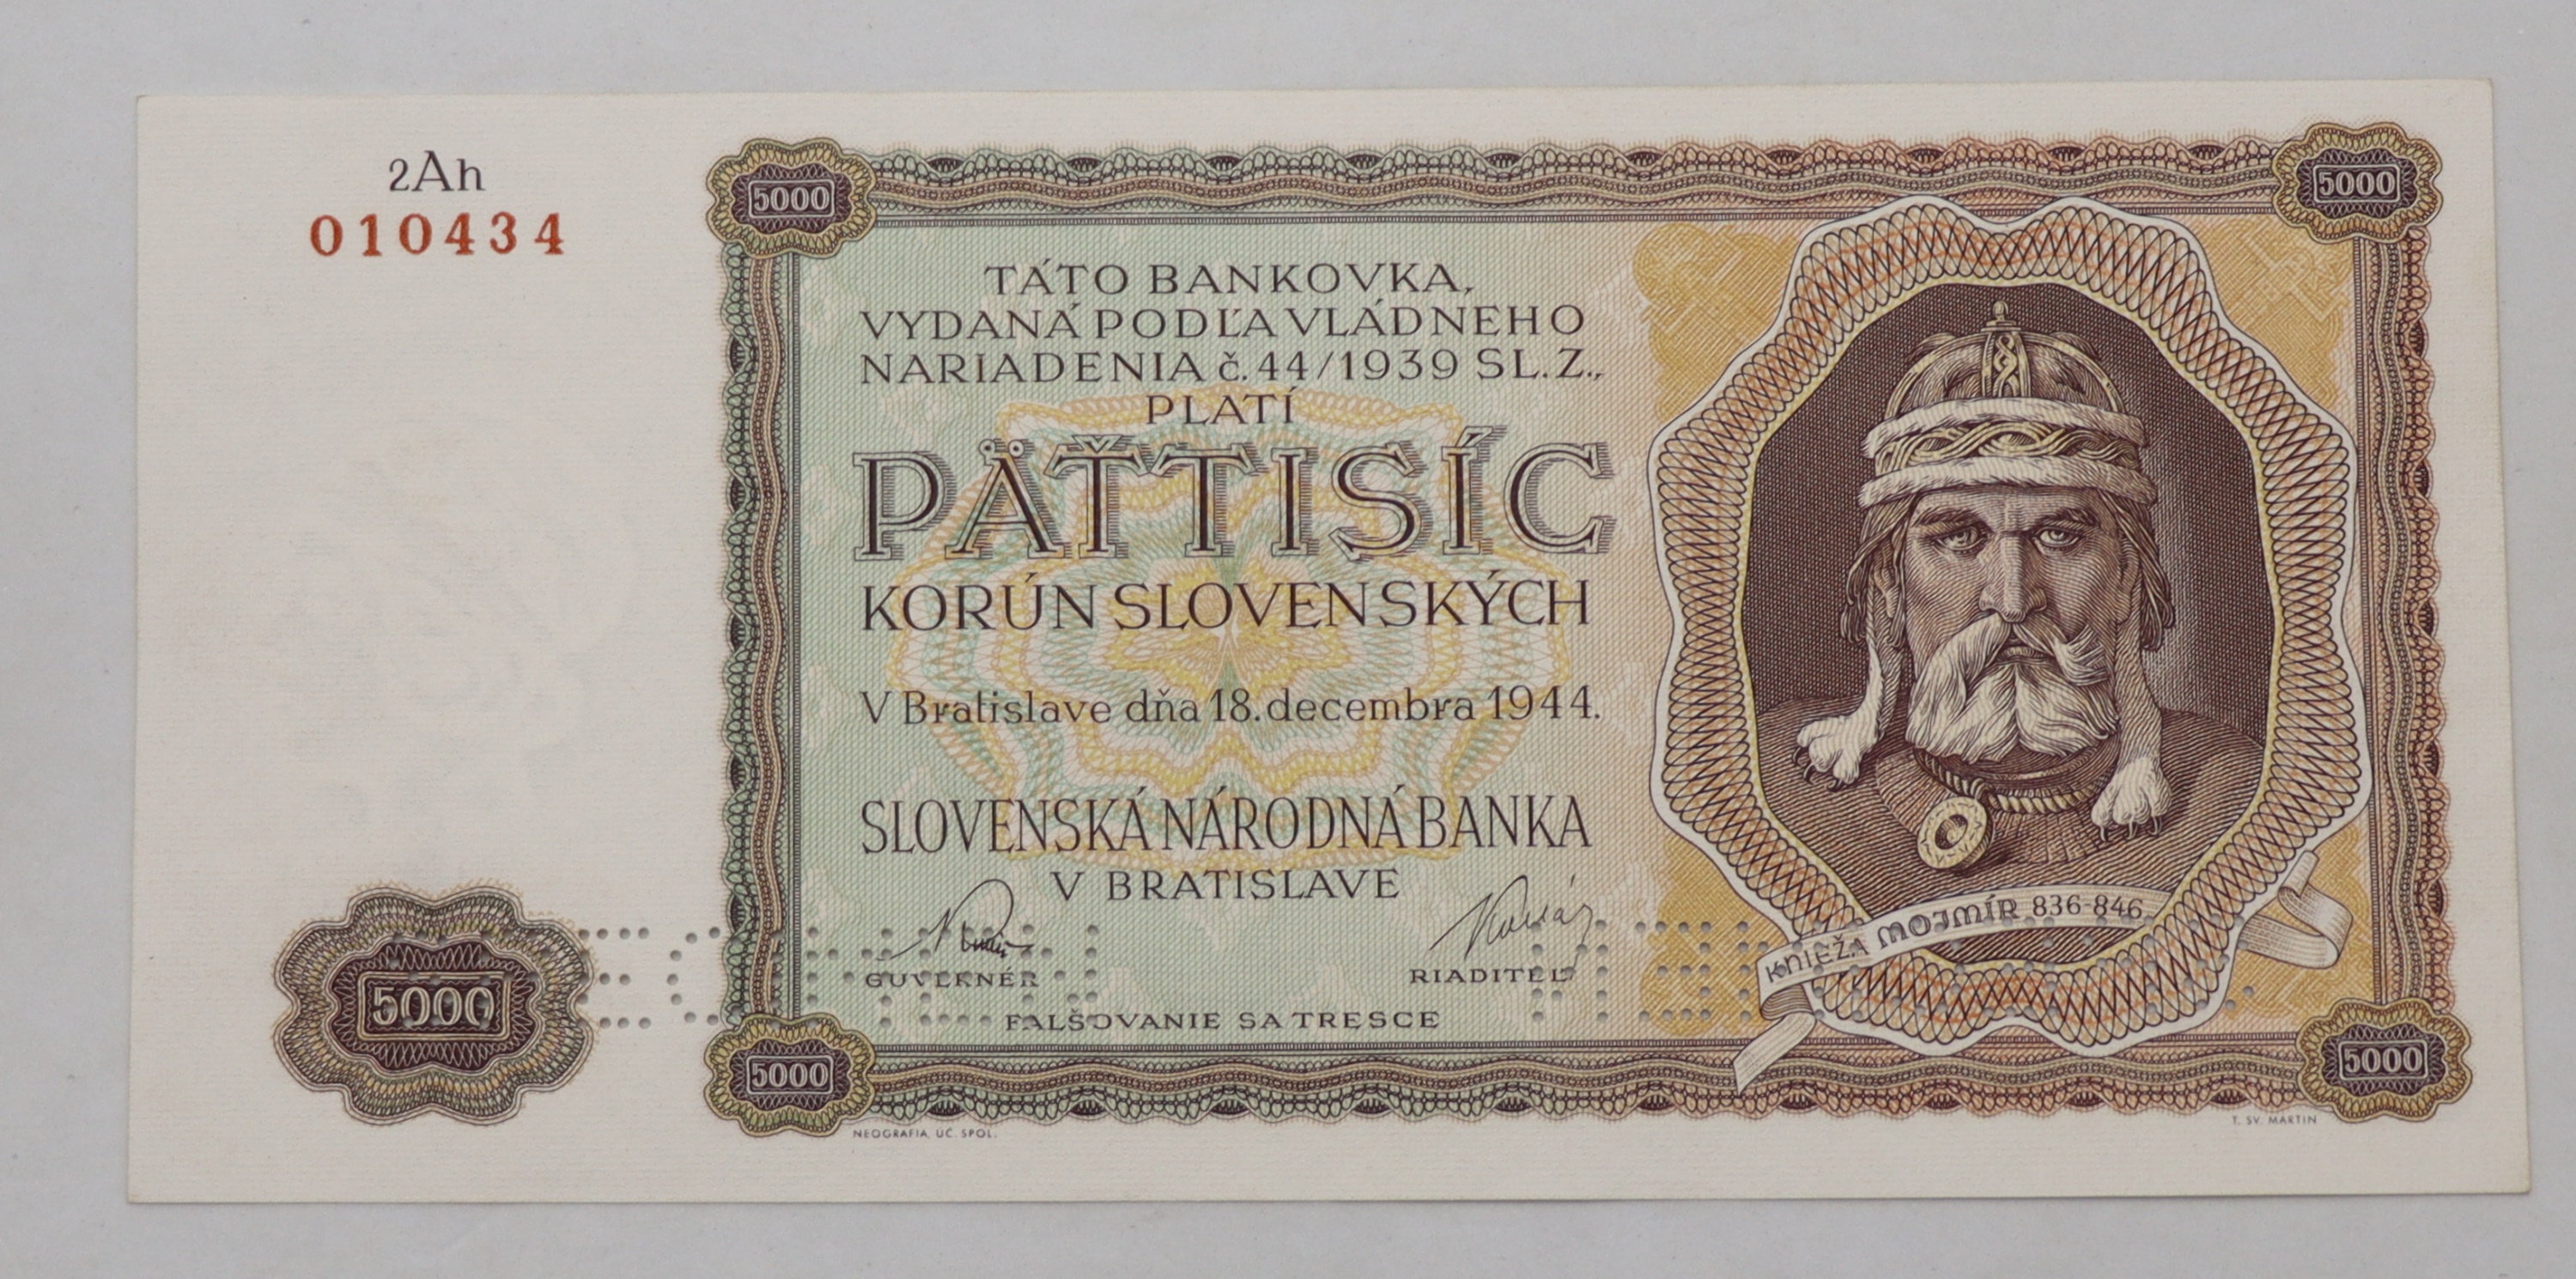 2Ah
010434
5000
5000
TÁTO BANKOVKA,
VYDANÁ PODĽA VLÁDNEHO
NARIADENIA č. 44/1939 SL. Z.,
PLATÍ
PÄŤTISÍC
KORÚN SLOVENSKÝCH
V Bratislave dňa 18. decembra 1944.
SLOVENSKÁ NÁRODNÁ BANKA
V BRATISLAVE
GUVERNÉR
RIADITEĽ
FALŠOVANIE SA TRESCE
KNIEŽA MOJMÍR 836-846
5000
5000
5000
NEOGRAFIA, ÚČ. SPOL.
T. SV. MARTIN